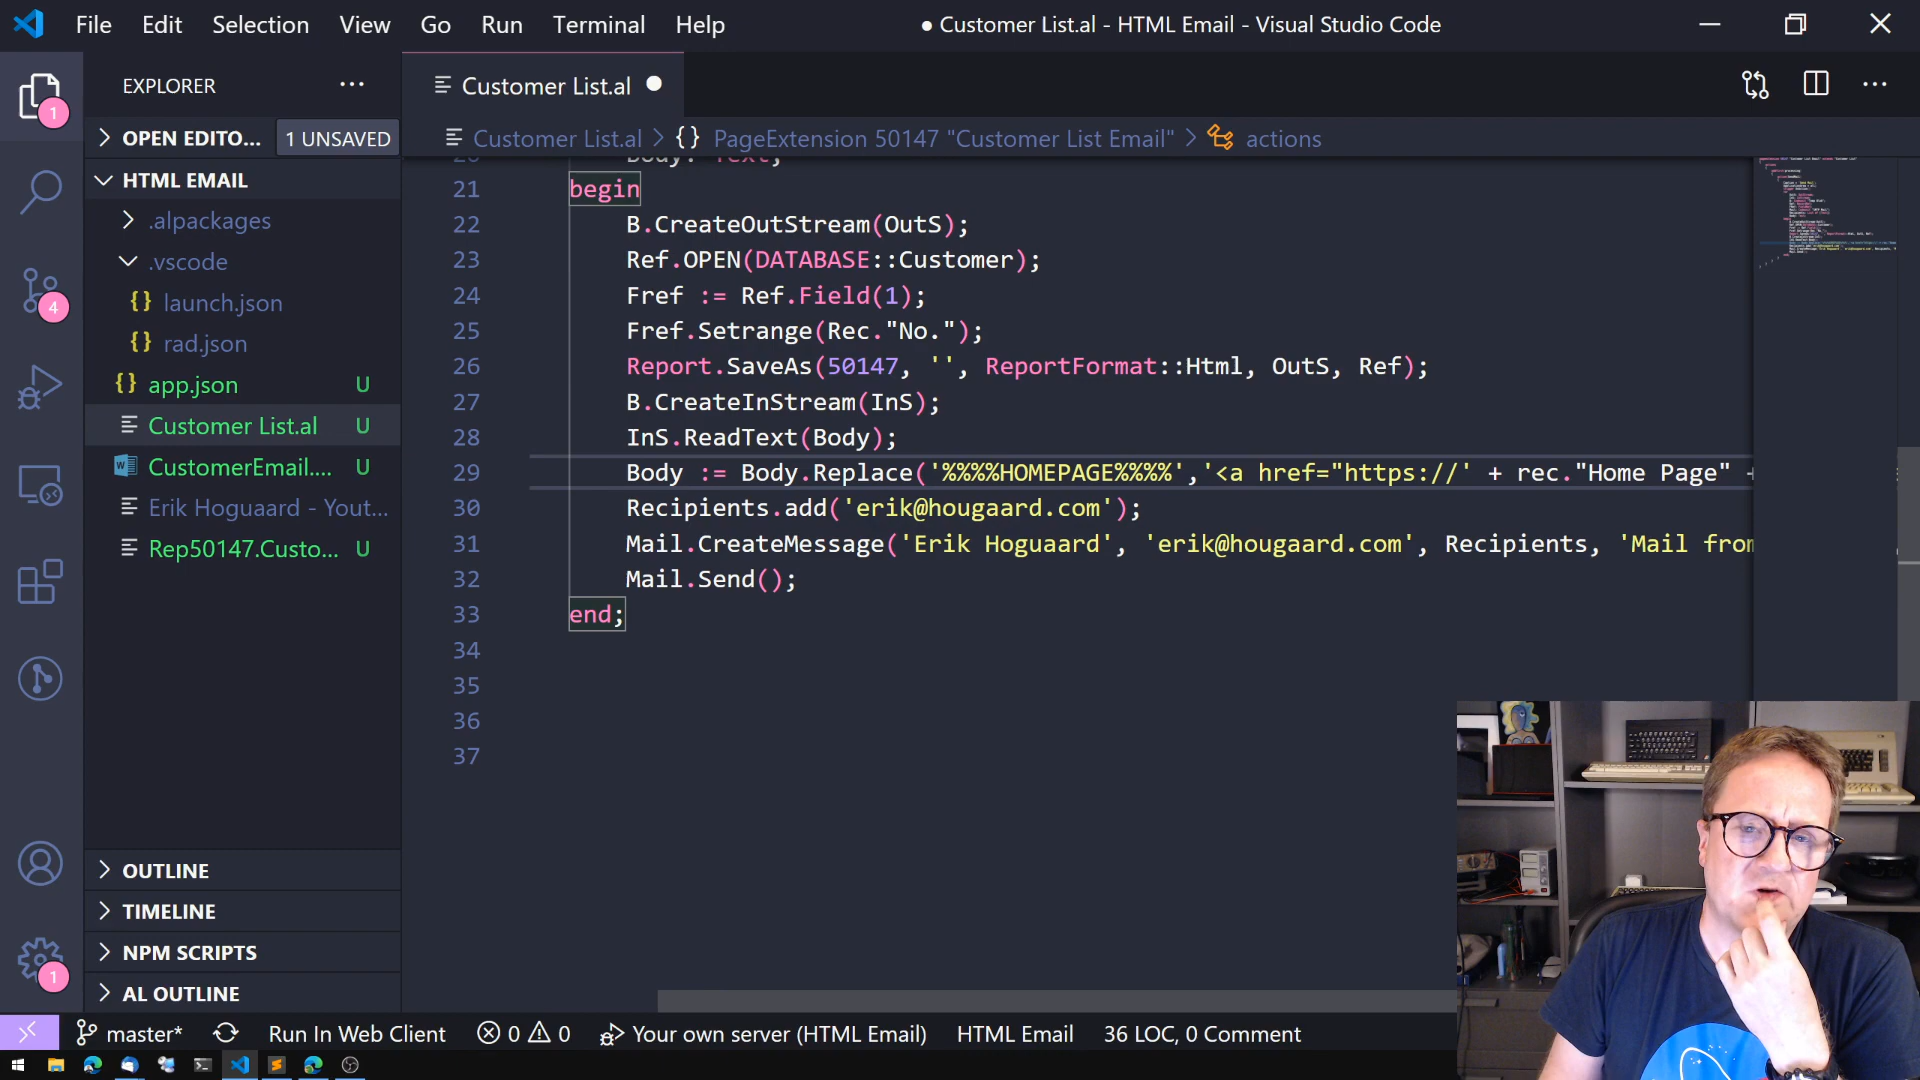 File Edit Selection View Go Run Terminal Help
● Customer List.al - HTML Email - Visual Studio Code
EXPLORER
Customer List.al
OPEN EDITO... 1 UNSAVED
Customer List.al > {} PageExtension 50147 "Customer List Email" > actions
HTML EMAIL
.alpackages
.vscode
{} launch.json
{} rad.json
{} app.json U
Customer List.al U
CustomerEmail.... U
Erik Hoguaard - Yout...
Rep50147.Custo... U
1
4
1
20 Body: Text;
21 begin
22 B.CreateOutStream(OutS);
23 Ref.OPEN(DATABASE::Customer);
24 Fref := Ref.Field(1);
25 Fref.Setrange(Rec."No.");
26 Report.SaveAs(50147, '', ReportFormat::Html, OutS, Ref);
27 B.CreateInStream(InS);
28 InS.ReadText(Body);
29 Body := Body.Replace('%%%%HOMEPAGE%%%%','<a href="https://' + rec."Home Page" +
30 Recipients.add('erik@hougaard.com');
31 Mail.CreateMessage('Erik Hoguaard', 'erik@hougaard.com', Recipients, 'Mail from
32 Mail.Send();
33 end;
34
35
36
37
OUTLINE
TIMELINE
NPM SCRIPTS
AL OUTLINE
master* Run In Web Client 0 0 Your own server (HTML Email) HTML Email 36 LOC, 0 Comment